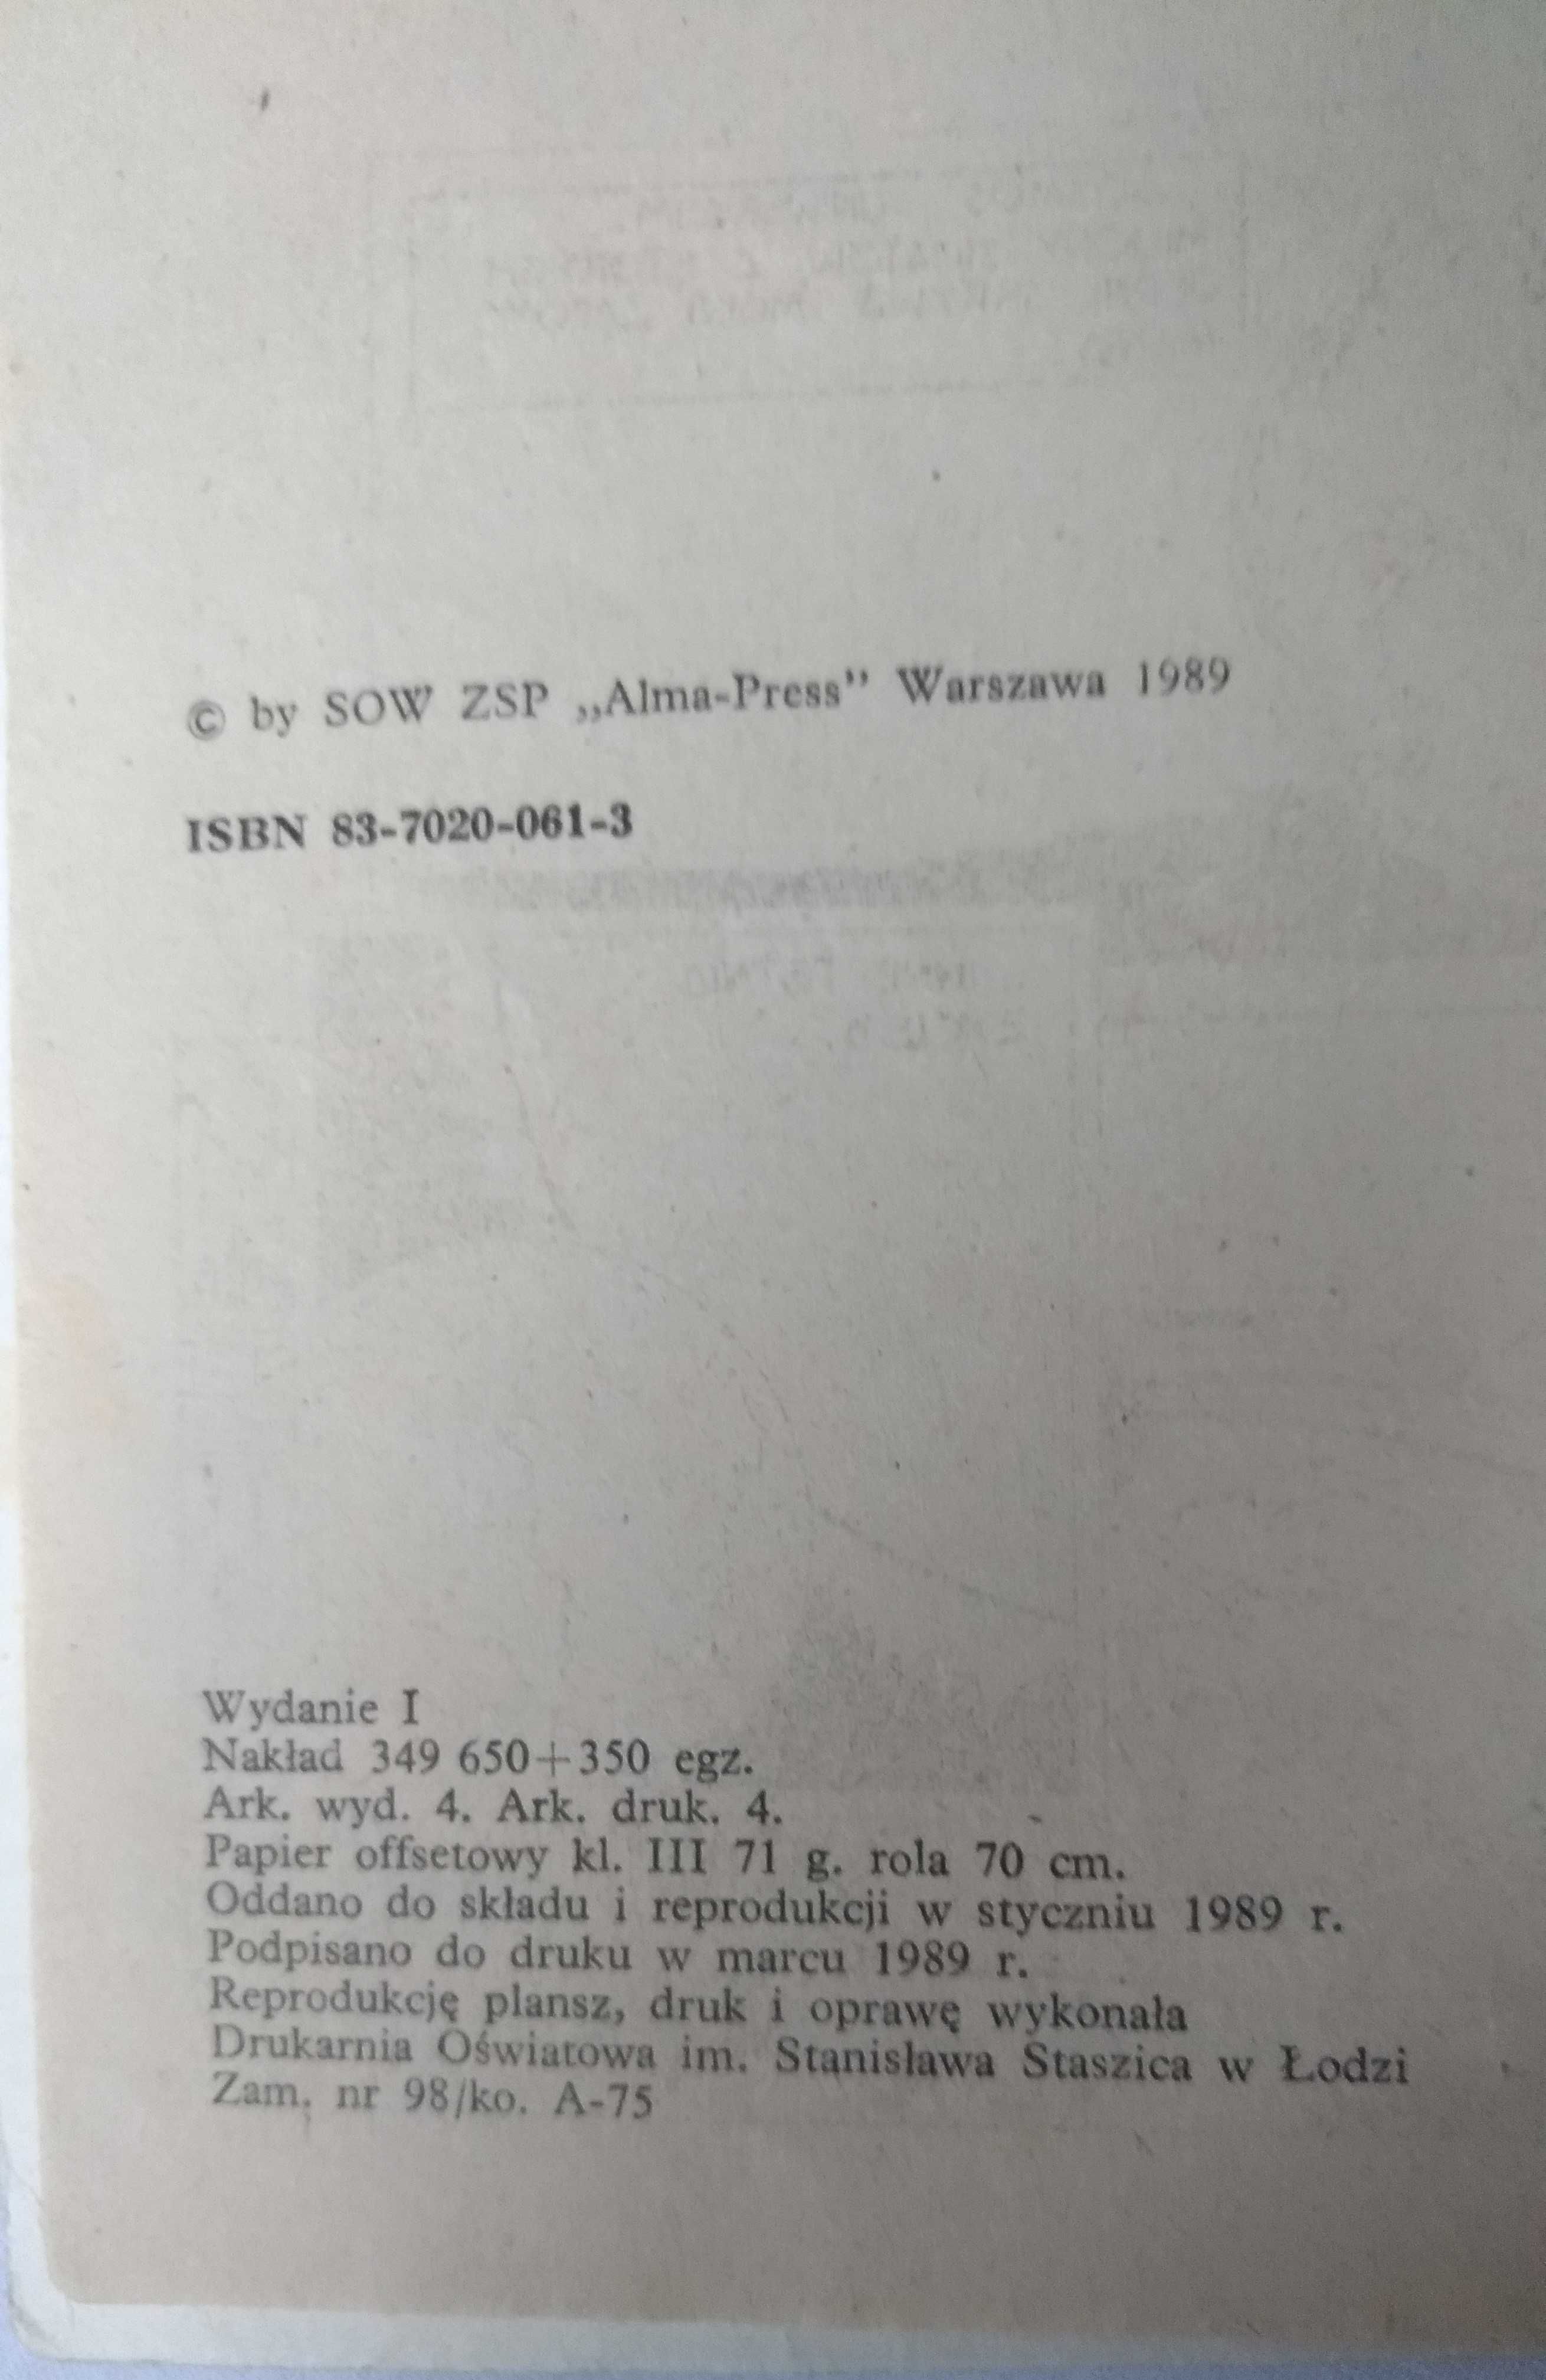 © by SOW ZSP „Alma-Press” Warszawa 1989
ISBN 83-7020-061-3
Wydanie I
Nakład 349 650+350 egz.
Ark. wyd. 4. Ark. druk. 4.
Papier offsetowy kl. III 71 g. rola 70 cm.
Oddano do składu i reprodukcji w styczniu 1989 r.
Podpisano do druku w marcu 1989 r.
Reprodukcję plansz, druk i oprawę wykonała
Drukarnia Oświatowa im. Stanisława Staszica w Łodzi
Zam. nr 98/ko. A-75